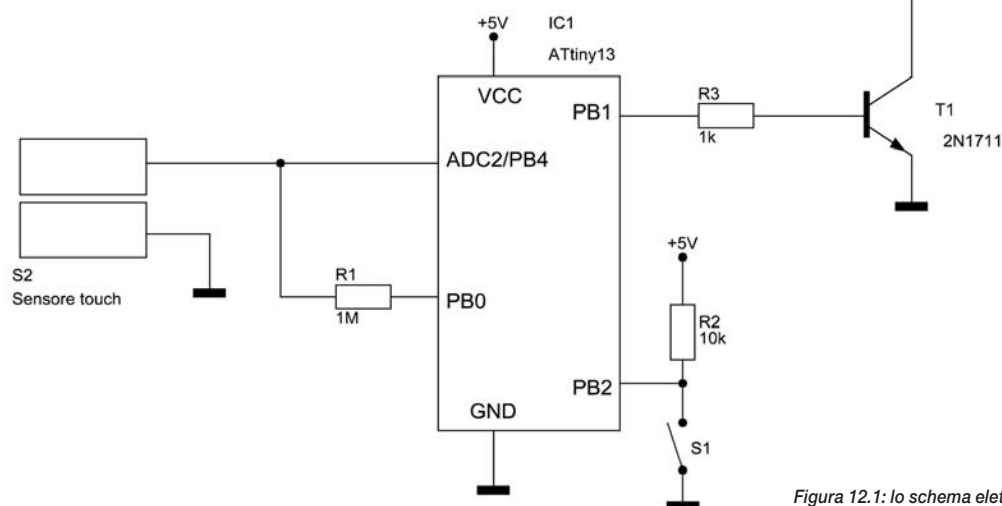 +5V
IC1
ATtiny13
VCC
PB1
R3
1k
T1
2N1711
ADC2/PB4
S2
Sensore touch
R1
1M
PB0
+5V
R2
10k
PB2
GND
S1
Figura 12.1: lo schema elet